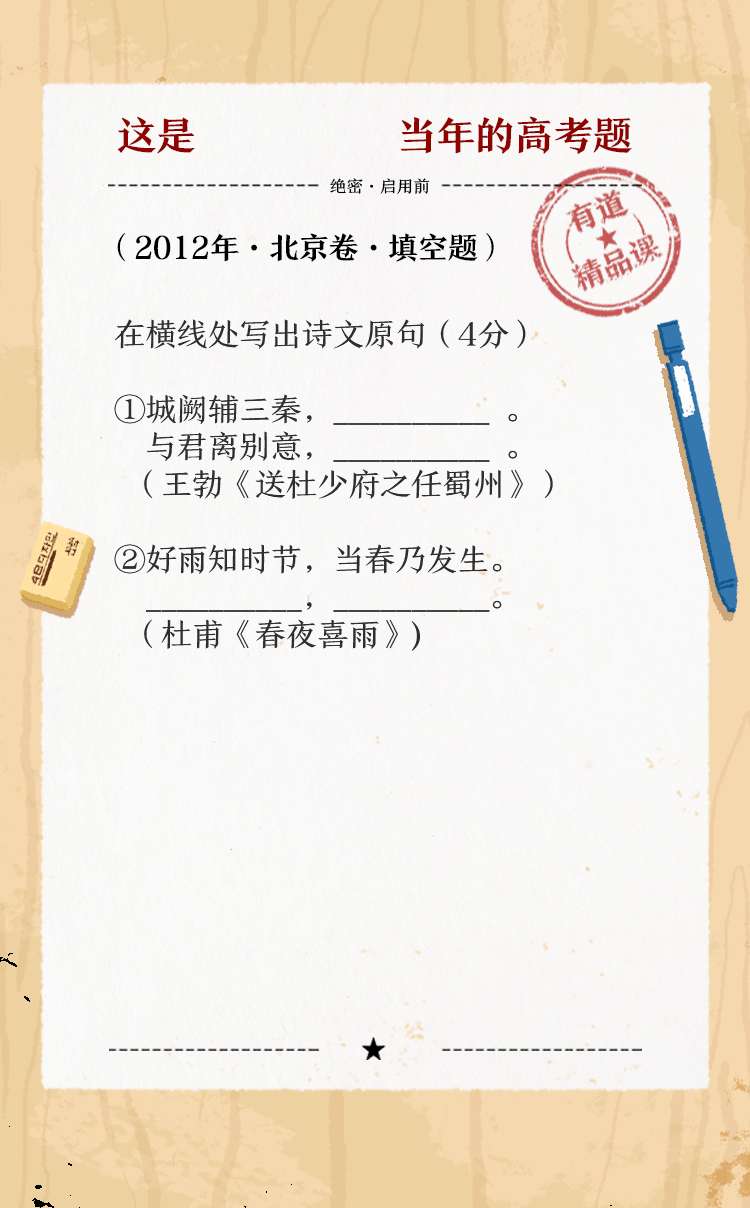 这是 当年的高考题
绝密·启用前
有道
精品课
（2012年·北京卷·填空题）
在横线处写出诗文原句（4分）
①城阙辅三秦，__________ 。
与君离别意，__________ 。
（王勃《送杜少府之任蜀州》）
②好雨知时节，当春乃发生。
__________，__________。
（杜甫《春夜喜雨》)